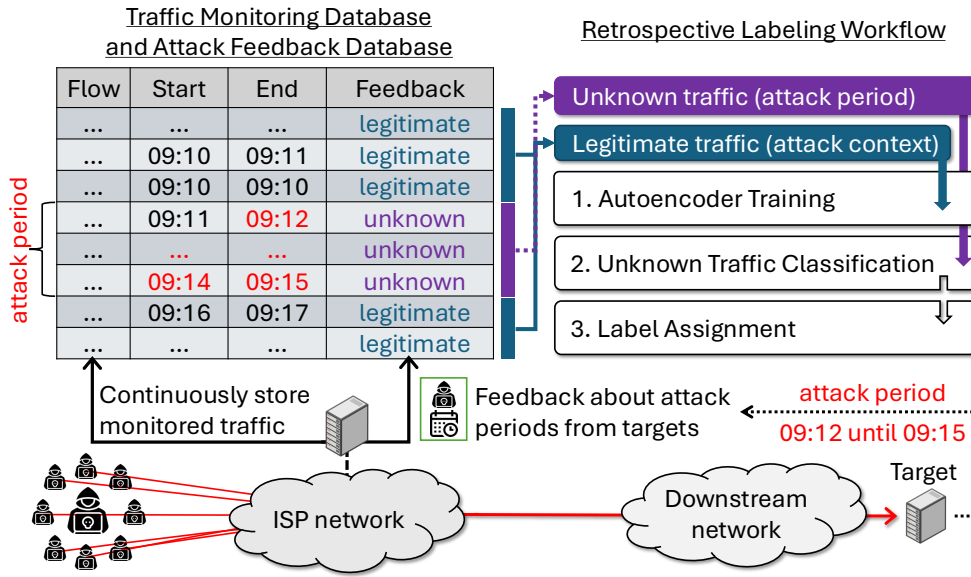 Traffic Monitoring Database
and Attack Feedback Database
Retrospective Labeling Workflow
Flow Start End Feedback
... ... ... legitimate
... 09:10 09:11 legitimate
... 09:10 09:10 legitimate
... 09:11 09:12 unknown
... ... ... unknown
... 09:14 09:15 unknown
... 09:16 09:17 legitimate
... ... ... legitimate
attack period
Unknown traffic (attack period)
Legitimate traffic (attack context)
1. Autoencoder Training
2. Unknown Traffic Classification
3. Label Assignment
Continuously store
monitored traffic
Feedback about attack
periods from targets
attack period
09:12 until 09:15
ISP network
Downstream
network
Target